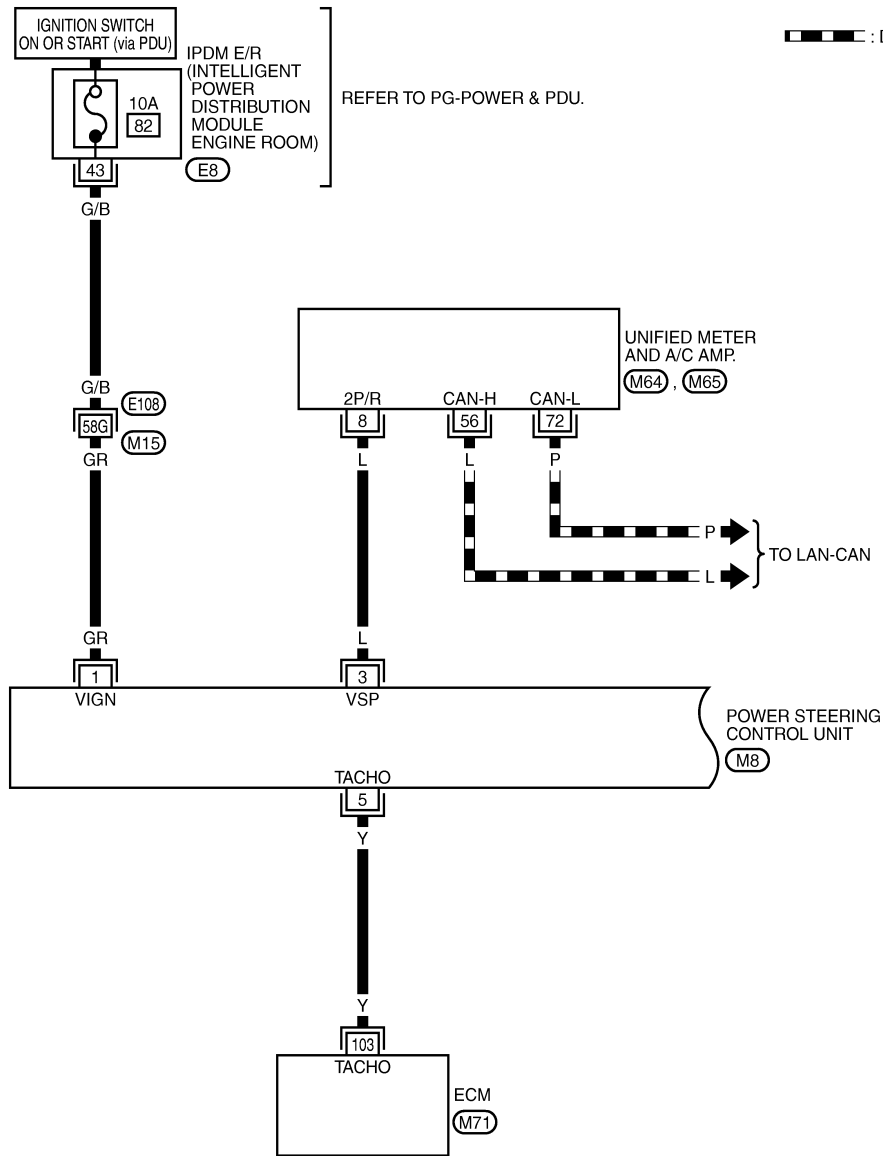 IGNITION SWITCH
ON OR START (via PDU)
IPDM E/R
(INTELLIGENT
POWER
DISTRIBUTION
MODULE
ENGINE ROOM)
10A
82
43
E8
REFER TO PG-POWER & PDU.
G/B
G/B
E108
58G
M15
GR
GR
UNIFIED METER
AND A/C AMP.
M64 , M65
2P/R
CAN-H
CAN-L
8
56
72
L
L
P
P
L
TO LAN-CAN
L
1
3
VIGN
VSP
POWER STEERING
CONTROL UNIT
M8
TACHO
5
Y
Y
103
TACHO
ECM
M71